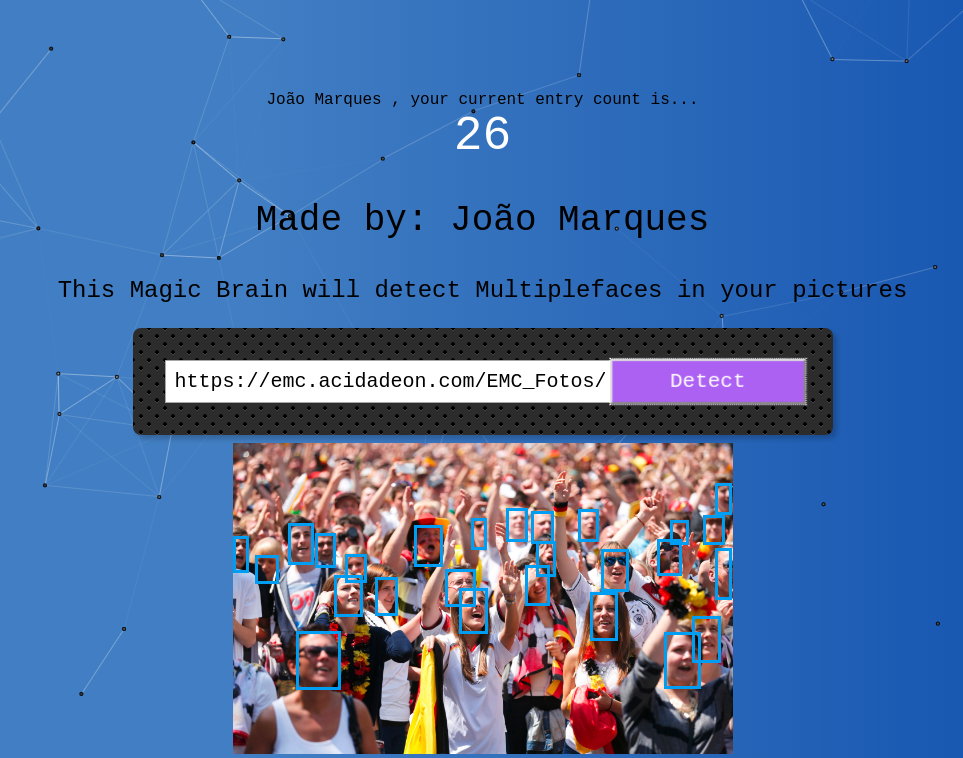 João Marques , your current entry count is...
26
Made by: João Marques
This Magic Brain will detect Multiplefaces in your pictures
https://emc.acidadeon.com/EMC_Fotos/
Detect